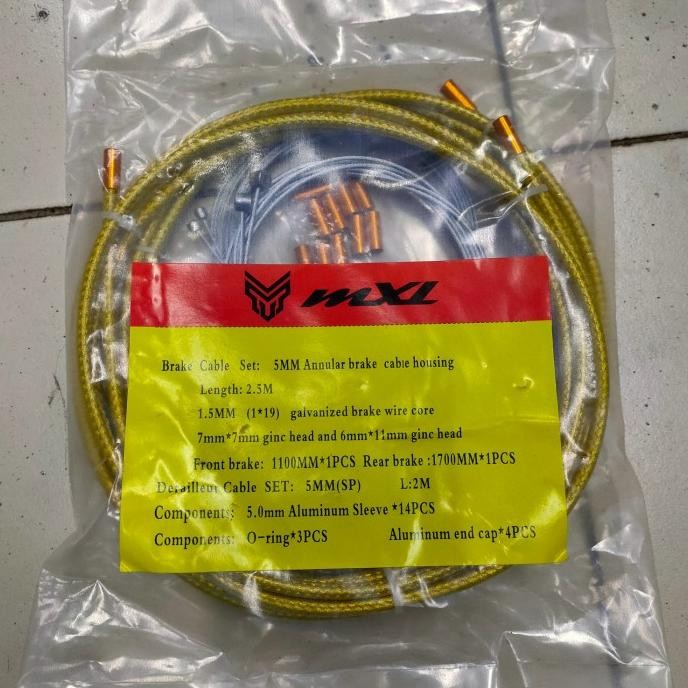 MXL
Brake Cable Set: 5MM Annular brake cable housing
Length: 2.5M
1.5MM (1*19) galvanized brake wire core
7mm*7mm ginc head and 6mm*11mm ginc head
Front brake: 1100MM*1PCS Rear brake :1700MM*1PCS
Derailleur Cable SET: 5MM(SP) L:2M
Components: 5.0mm Aluminum Sleeve *14PCS
Components: O-ring*3PCS Aluminum end cap*4PCS